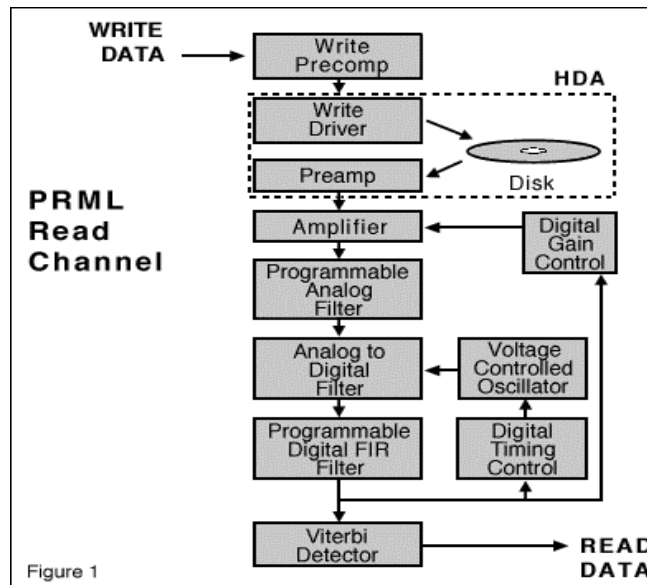 WRITE
DATA
Write
Precomp
HDA
Write
Driver
Preamp
Disk
PRML
Read
Channel
Amplifier
Digital
Gain
Control
Programmable
Analog
Filter
Analog to
Digital
Filter
Voltage
Controlled
Oscillator
Programmable
Digital FIR
Filter
Digital
Timing
Control
Viterbi
Detector
READ
DATA
Figure 1